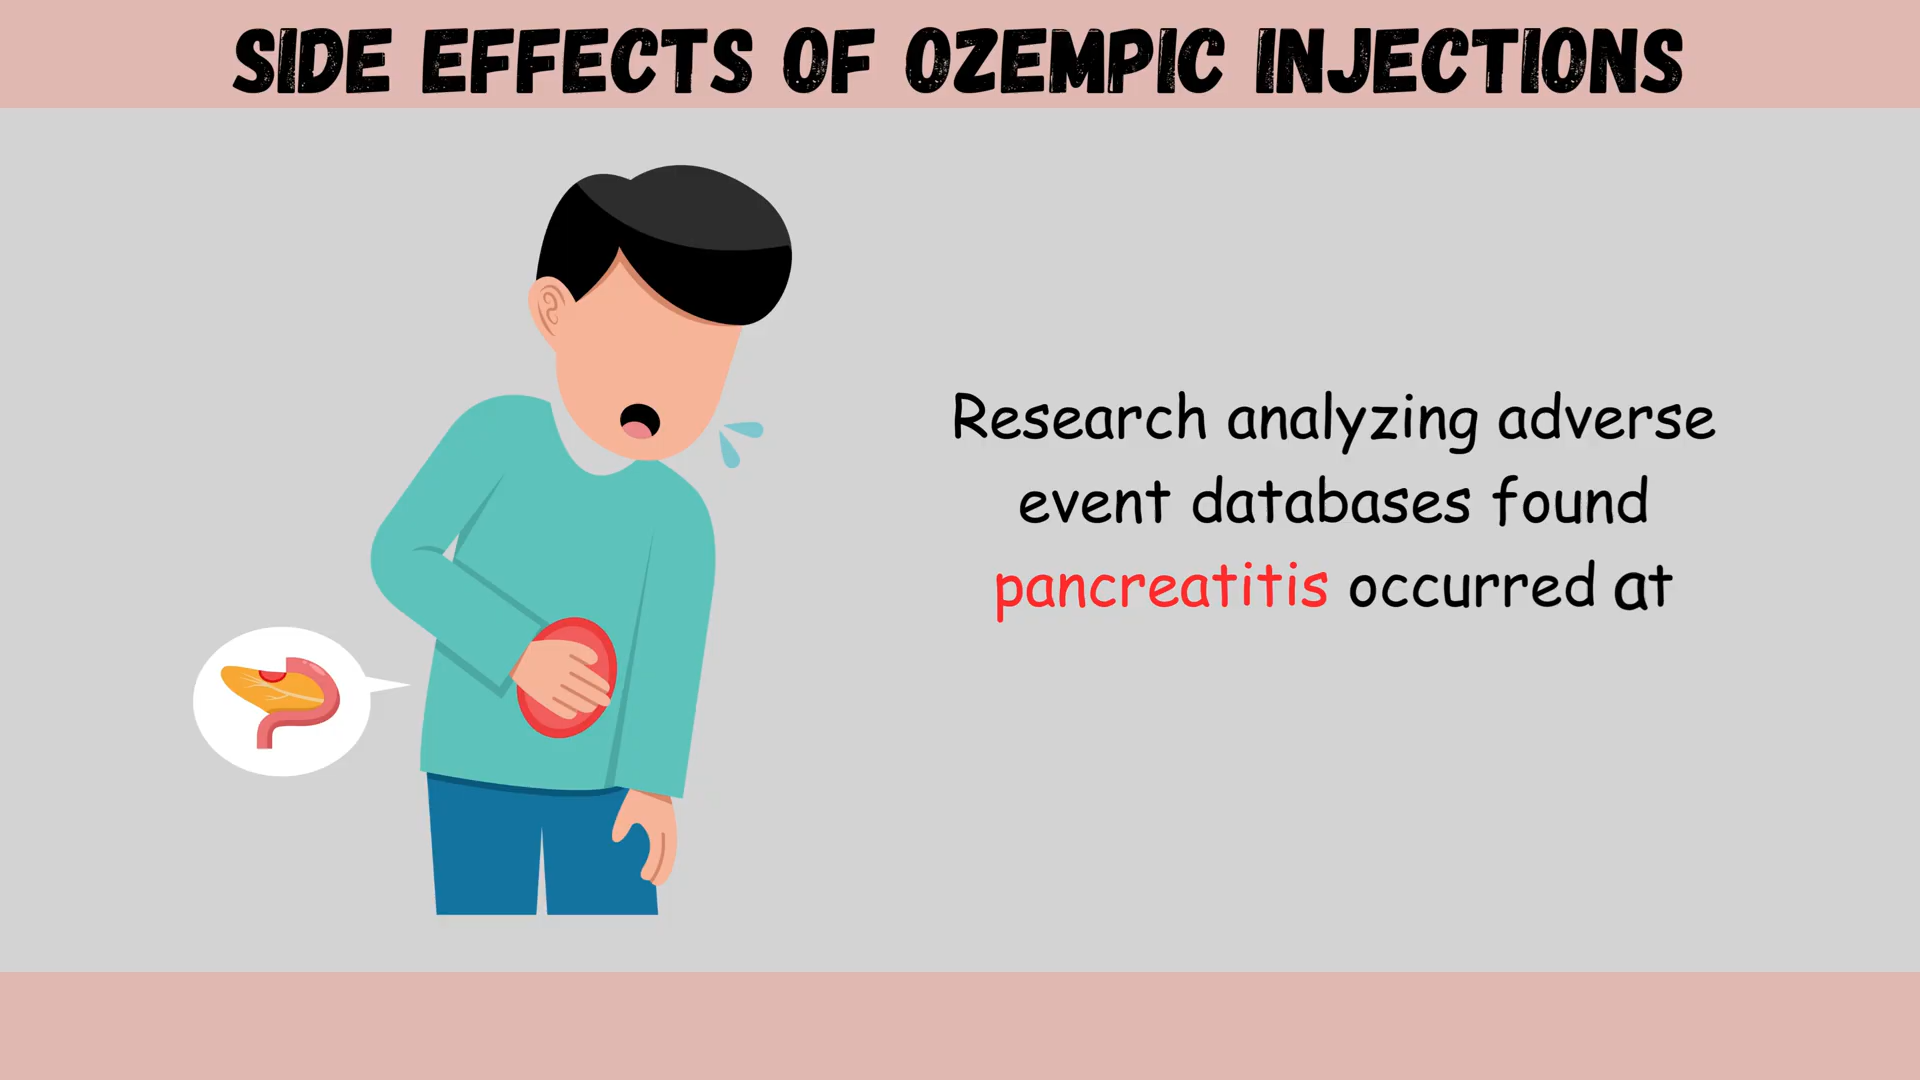 SIDE EFFECTS OF OZEMPIC INJECTIONS
Research analyzing adverse
event databases found
pancreatitis occurred at